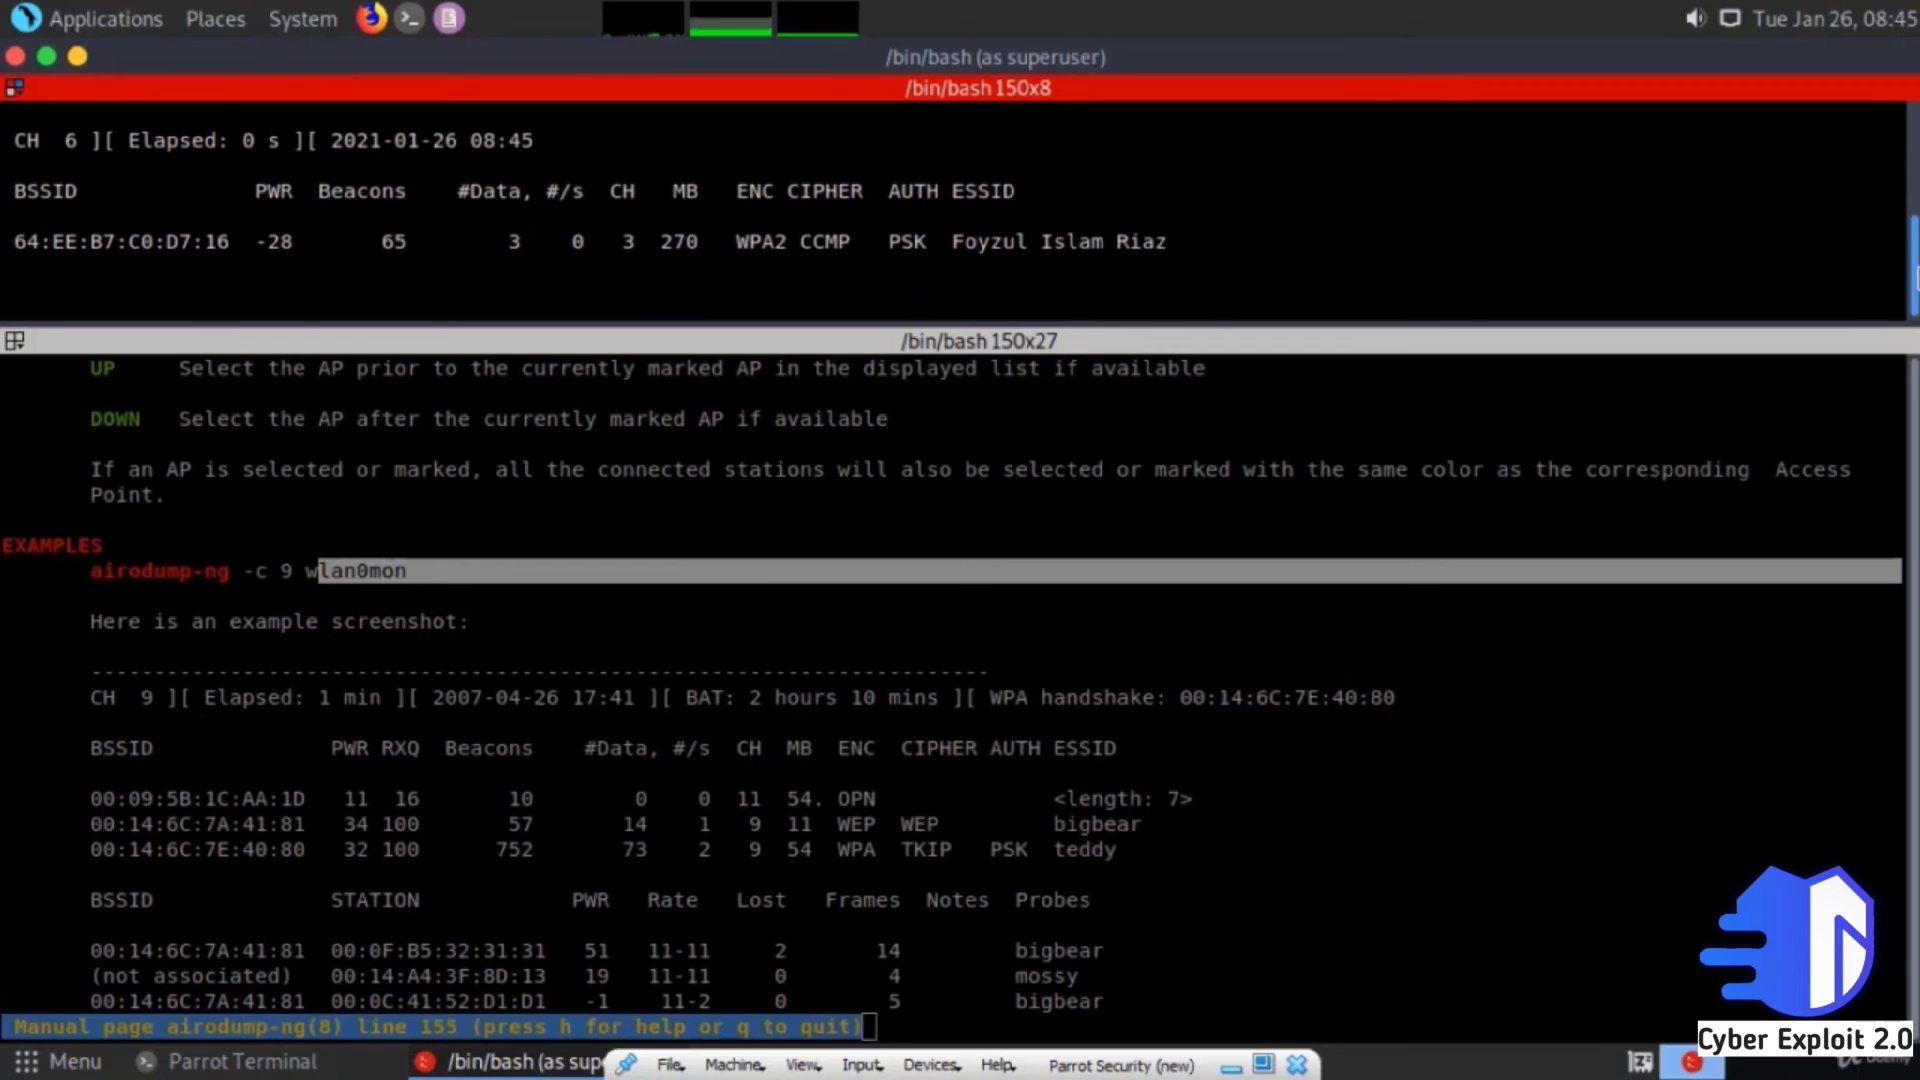 Applications Places System Tue Jan 26, 08:45
/bin/bash (as superuser)
/bin/bash 150x8
CH 6 ][ Elapsed: 0 s ][ 2021-01-26 08:45
BSSID PWR Beacons #Data, #/s CH MB ENC CIPHER AUTH ESSID
64:EE:B7:C0:D7:16 -28 65 3 0 3 270 WPA2 CCMP PSK Foyzul Islam Riaz
/bin/bash 150x27
UP Select the AP prior to the currently marked AP in the displayed list if available
DOWN Select the AP after the currently marked AP if available
If an AP is selected or marked, all the connected stations will also be selected or marked with the same color as the corresponding Access
Point.
EXAMPLES
airodump-ng -c 9 wlan0mon
Here is an example screenshot:
-----------------------------------------------------------------------
CH 9 ][ Elapsed: 1 min ][ 2007-04-26 17:41 ][ BAT: 2 hours 10 mins ][ WPA handshake: 00:14:6C:7E:40:80
BSSID PWR RXQ Beacons #Data, #/s CH MB ENC CIPHER AUTH ESSID
00:09:5B:1C:AA:1D 11 16 10 0 0 11 54. OPN <length: 7>
00:14:6C:7A:41:81 34 100 57 14 1 9 11 WEP WEP bigbear
00:14:6C:7E:40:80 32 100 752 73 2 9 54 WPA TKIP PSK teddy
BSSID STATION PWR Rate Lost Frames Notes Probes
00:14:6C:7A:41:81 00:0F:B5:32:31:31 51 11-11 2 14 bigbear
(not associated) 00:14:A4:3F:8D:13 19 11-11 0 4 mossy
00:14:6C:7A:41:81 00:0C:41:52:D1:D1 -1 11-2 0 5 bigbear
Manual page airodump-ng(8) line 155 (press h for help or q to quit)
Cyber Exploit 2.0
Menu Parrot Terminal /bin/bash (as sup File Machine View Input Devices Help Parrot Security (new)